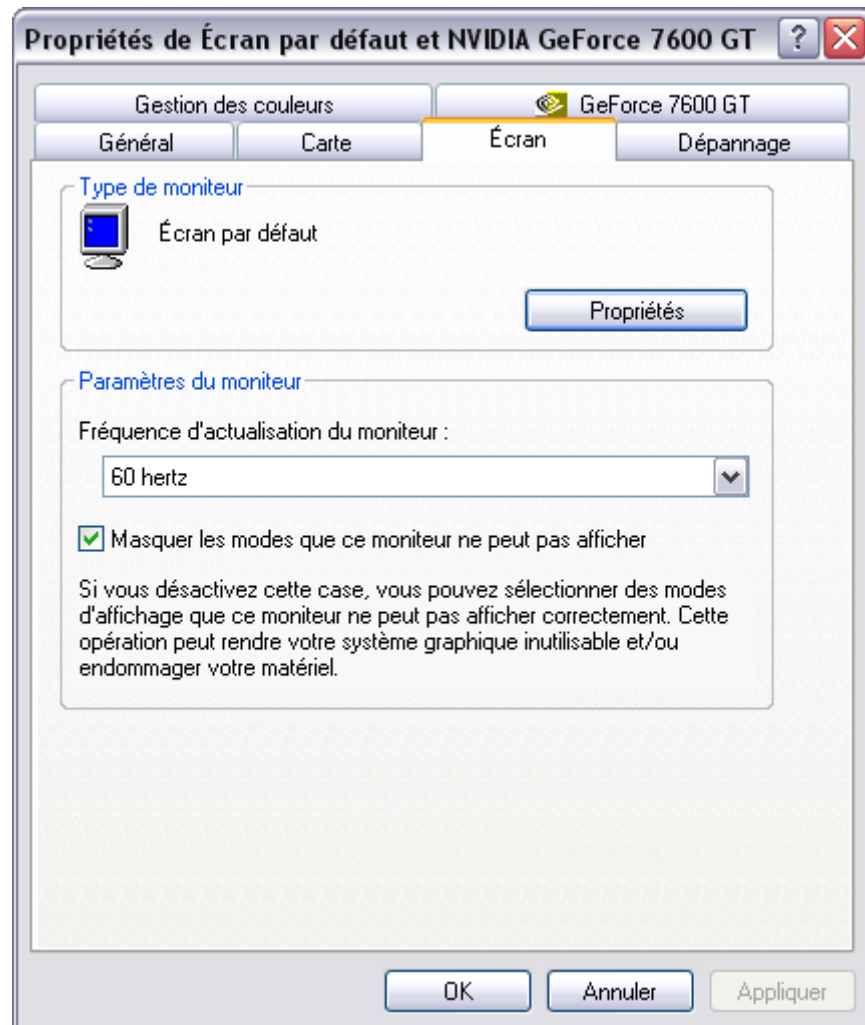 Propriétés de Écran par défaut et NVIDIA GeForce 7600 GT
Gestion des couleurs
GeForce 7600 GT
Général
Carte
Écran
Dépannage
Type de moniteur
Écran par défaut
Propriétés
Paramètres du moniteur
Fréquence d'actualisation du moniteur :
60 hertz
Masquer les modes que ce moniteur ne peut pas afficher
Si vous désactivez cette case, vous pouvez sélectionner des modes
d'affichage que ce moniteur ne peut pas afficher correctement. Cette
opération peut rendre votre système graphique inutilisable et/ou
endommager votre matériel.
OK
Annuler
Appliquer